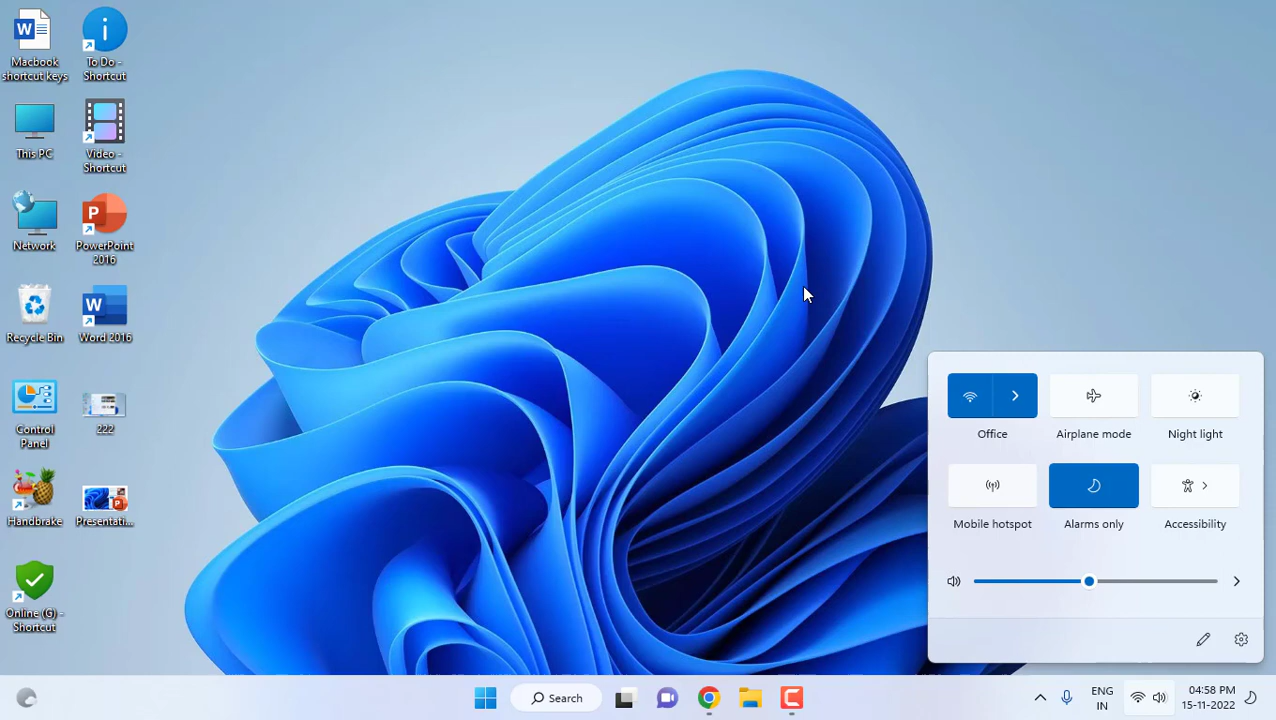 Macbook
shortcut keys
To Do -
Shortcut
This PC
Video -
Shortcut
Network
PowerPoint
2016
Recycle Bin
Word 2016
Control
Panel
222
Handbrake
Presentati...
Online (G) -
Shortcut
Office
Airplane mode
Night light
Mobile hotspot
Alarms only
Accessibility
Search
ENG
IN
04:58 PM
15-11-2022